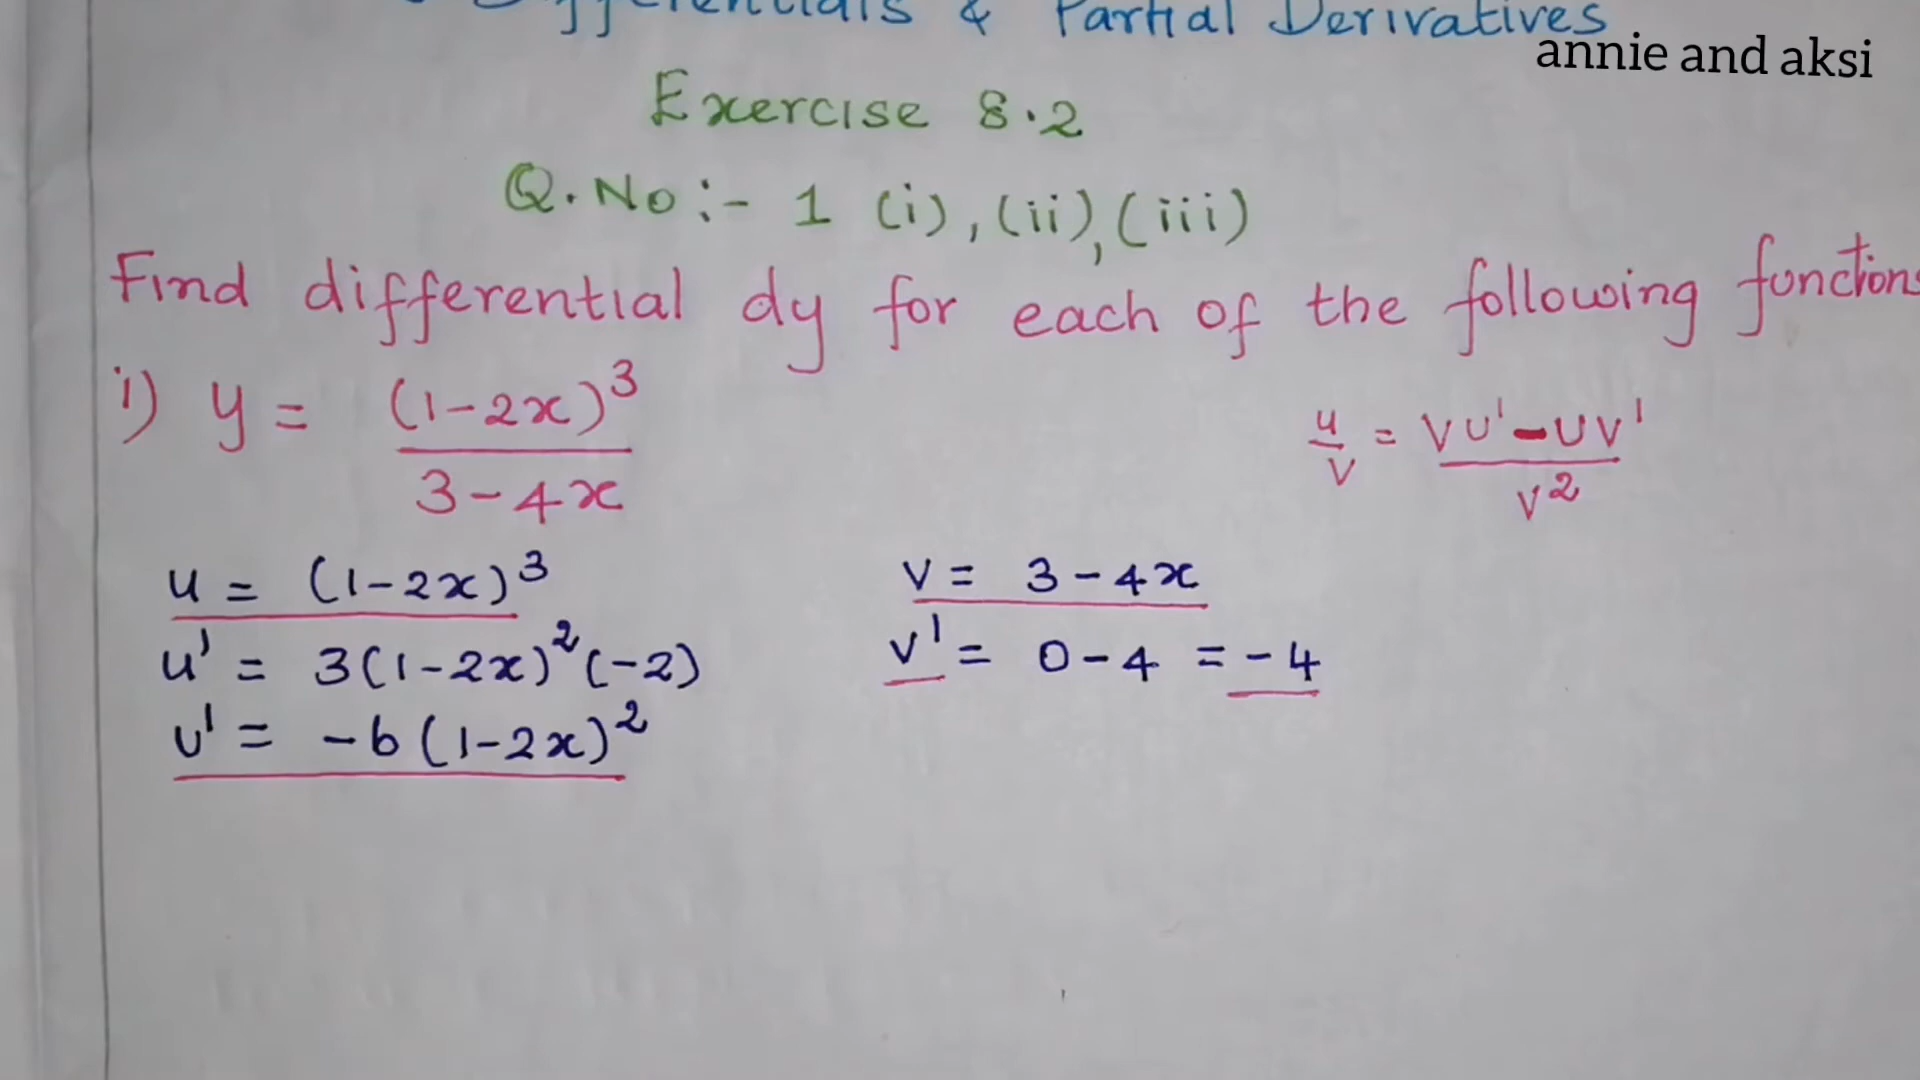 Differentials & Partial Derivatives
annie and aksi
Exercise 8.2
Q.No:- 1 (i), (ii), (iii)
Find differential dy for each of the following functions
i) y = (1-2x)³ / 3-4x
u/v = vu'-uv' / v²
u = (1-2x)³
v = 3-4x
u' = 3(1-2x)²(-2)
v' = 0-4 = -4
u' = -6(1-2x)²